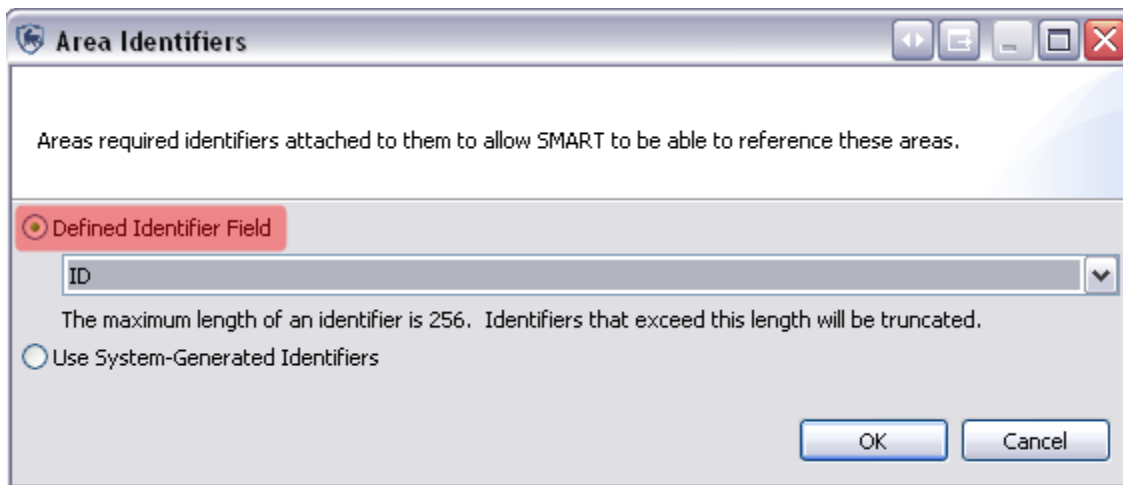 Area Identifiers
Areas required identifiers attached to them to allow SMART to be able to reference these areas.
Defined Identifier Field
ID
The maximum length of an identifier is 256.  Identifiers that exceed this length will be truncated.
Use System-Generated Identifiers
OK Cancel